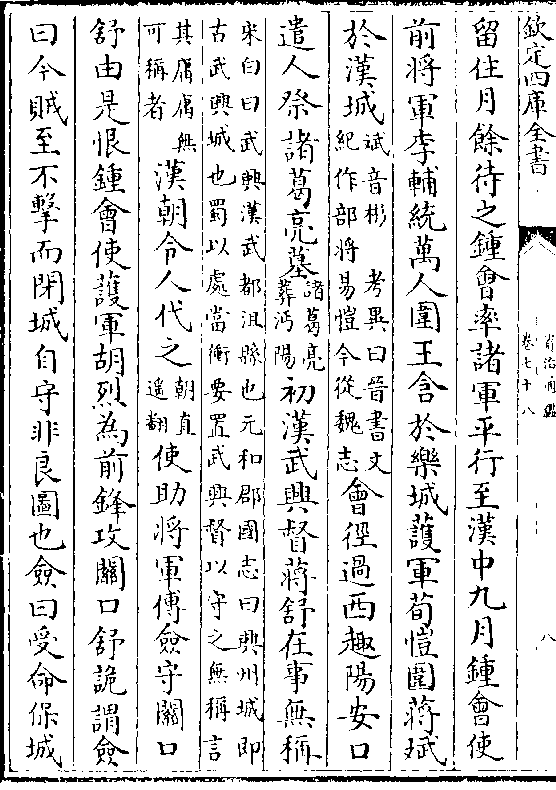 欽定四庫全書
資治通鑑
卷七十八
八
留住月餘待之鍾會率諸軍平行至漢中九月鍾會使
前將軍李輔統萬人圍王含於樂城䕶軍荀愷圍蔣斌
於漢城
斌音彬　考異曰晉書文
紀作部將易愷今從魏志
會徑過西趣陽安口
遣人祭諸葛亮墓
諸葛亮
葬沔陽
初漢武興督蔣舒在事無稱
宋白曰武興漢武都沮縣也元和郡國志曰興州城即
古武興城也蜀以處當衝要置武興督以守之無稱言
其庸庸無
可稱者
漢朝令人代之
朝直
遥翻
使助將軍傅僉守關口
舒由是恨鍾會使䕶軍胡烈為前鋒攻關口舒詭謂僉
曰今賊至不擊而閉城自守非良圖也僉曰受命保城